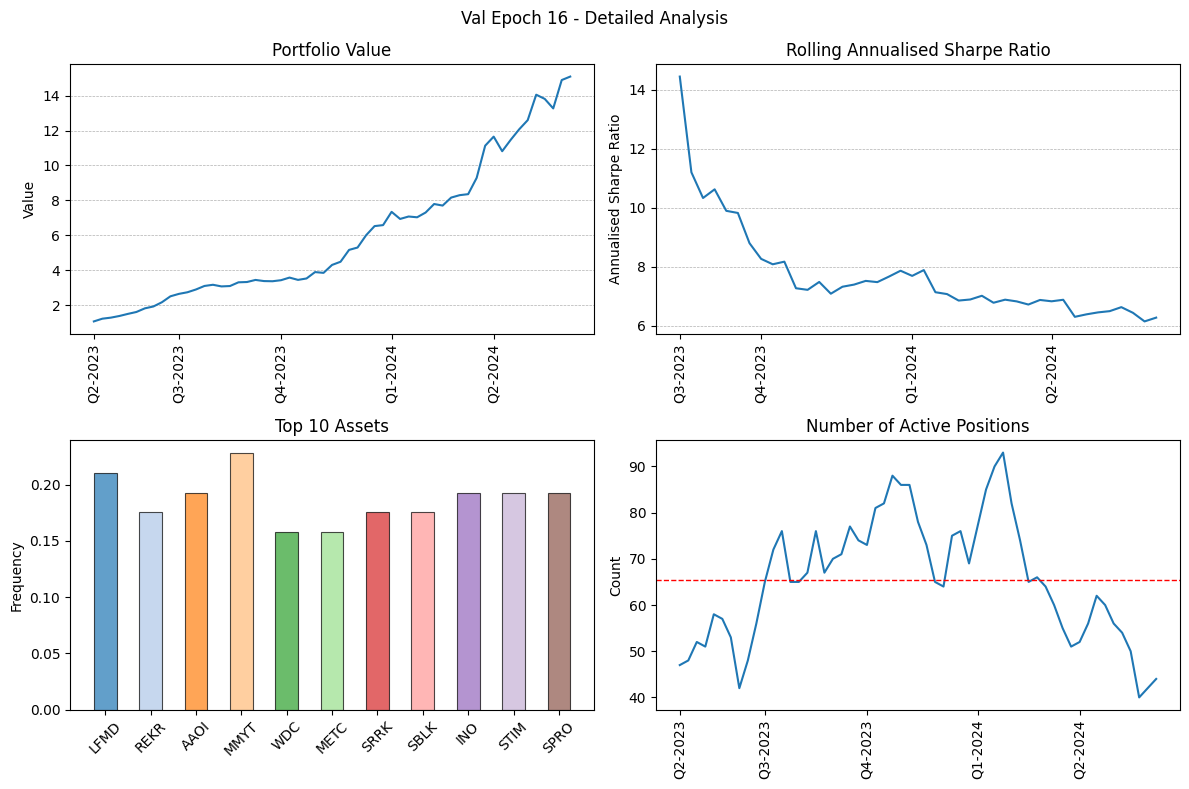 Val Epoch 16 - Detailed Analysis
Portfolio Value
Value
14
12
10
8
6
4
2
Q2-2023
Q3-2023
Q4-2023
Q1-2024
Q2-2024
Rolling Annualised Sharpe Ratio
Annualised Sharpe Ratio
14
12
10
8
6
Q3-2023
Q4-2023
Q1-2024
Q2-2024
Top 10 Assets
Frequency
0.20
0.15
0.10
0.05
0.00
LFMD
REKR
AAOI
MMYT
WDC
METC
SRRK
SBLK
INO
STIM
SPRO
Number of Active Positions
Count
90
80
70
60
50
40
Q2-2023
Q3-2023
Q4-2023
Q1-2024
Q2-2024